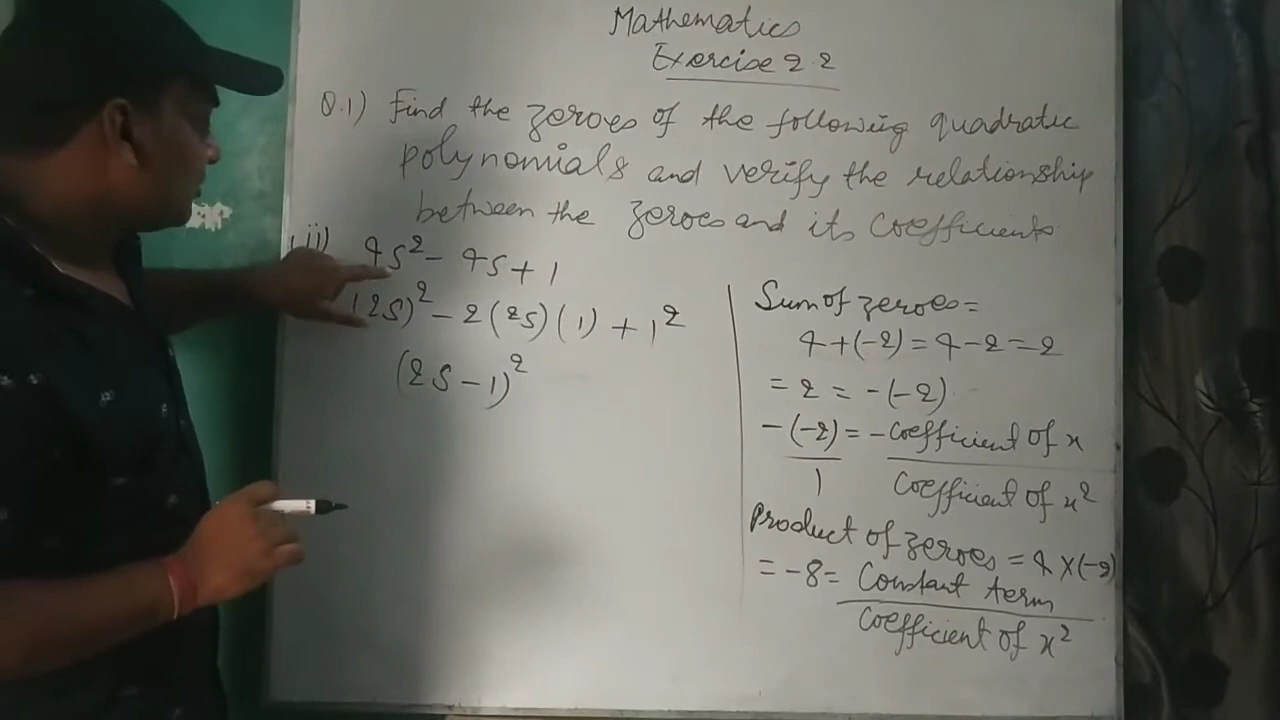 Mathematics
Exercise 2.2
Q.1) Find the zeroes of the following quadratic
polynomials and verify the relationship
between the zeroes and its coefficients.
(ii) 4s² - 4s + 1
(2s)² - 2(2s)(1) + 1²
(2s - 1)²
Sum of zeroes =
4+(-2) = 4-2 = 2
= 2 = -(-2)
-(-2)/1 = -coefficient of x/coefficient of x²
Product of zeroes = 4×(-2)
= -8 = Constant term/coefficient of x²